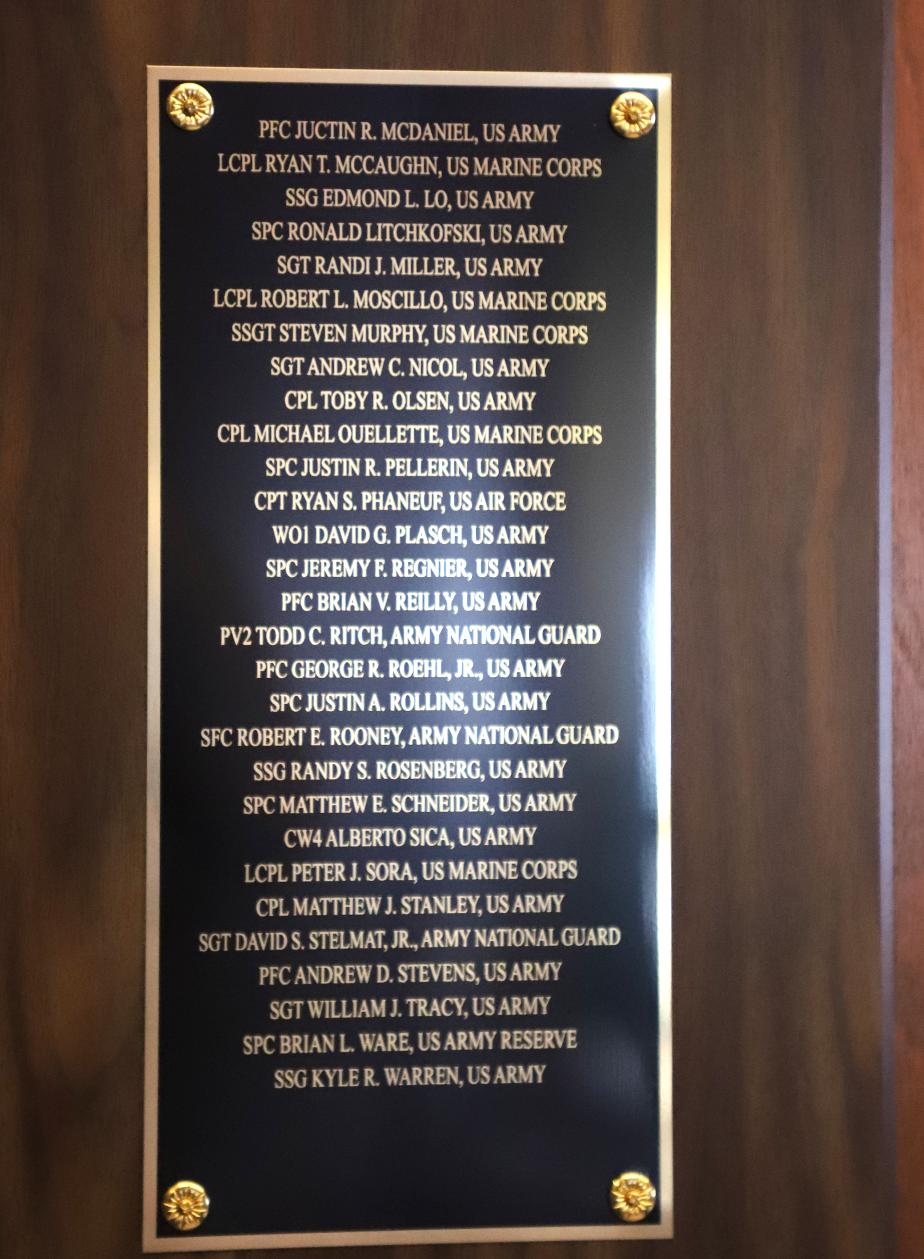 PFC JUCTIN R. MCDANIEL, US ARMY
LCPL RYAN T. MCCAUGHN, US MARINE CORPS
SSG EDMOND L. LO, US ARMY
SPC RONALD LITCHKOFSKI, US ARMY
SGT RANDI J. MILLER, US ARMY
LCPL ROBERT L. MOSCILLO, US MARINE CORPS
SSGT STEVEN MURPHY, US MARINE CORPS
SGT ANDREW C. NICOL, US ARMY
CPL TOBY R. OLSEN, US ARMY
CPL MICHAEL OUELLETTE, US MARINE CORPS
SPC JUSTIN R. PELLERIN, US ARMY
CPT RYAN S. PHANEUF, US AIR FORCE
WO1 DAVID G. PLASCH, US ARMY
SPC JEREMY F. REGNIER, US ARMY
PFC BRIAN V. REILLY, US ARMY
PV2 TODD C. RITCH, ARMY NATIONAL GUARD
PFC GEORGE R. ROEHL, JR., US ARMY
SPC JUSTIN A. ROLLINS, US ARMY
SFC ROBERT E. ROONEY, ARMY NATIONAL GUARD
SSG RANDY S. ROSENBERG, US ARMY
SPC MATTHEW E. SCHNEIDER, US ARMY
CW4 ALBERTO SICA, US ARMY
LCPL PETER J. SORA, US MARINE CORPS
CPL MATTHEW J. STANLEY, US ARMY
SGT DAVID S. STELMAT, JR., ARMY NATIONAL GUARD
PFC ANDREW D. STEVENS, US ARMY
SGT WILLIAM J. TRACY, US ARMY
SPC BRIAN L. WARE, US ARMY RESERVE
SSG KYLE R. WARREN, US ARMY